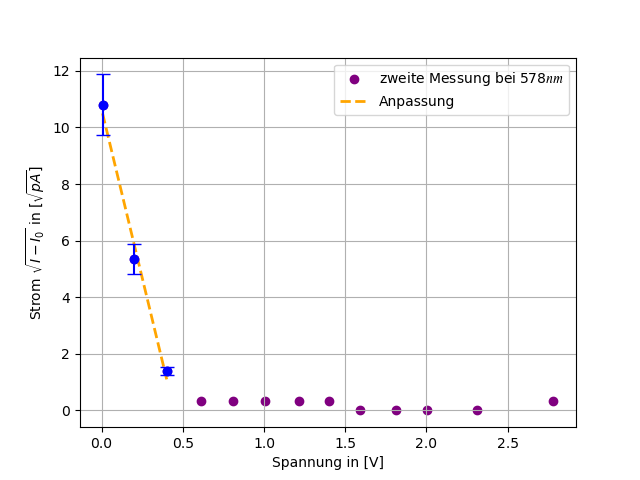 zweite Messung bei 578nm
Anpassung
Strom √I − I₀ in [√pA]
12
10
8
6
4
2
0
0.0 0.5 1.0 1.5 2.0 2.5
Spannung in [V]